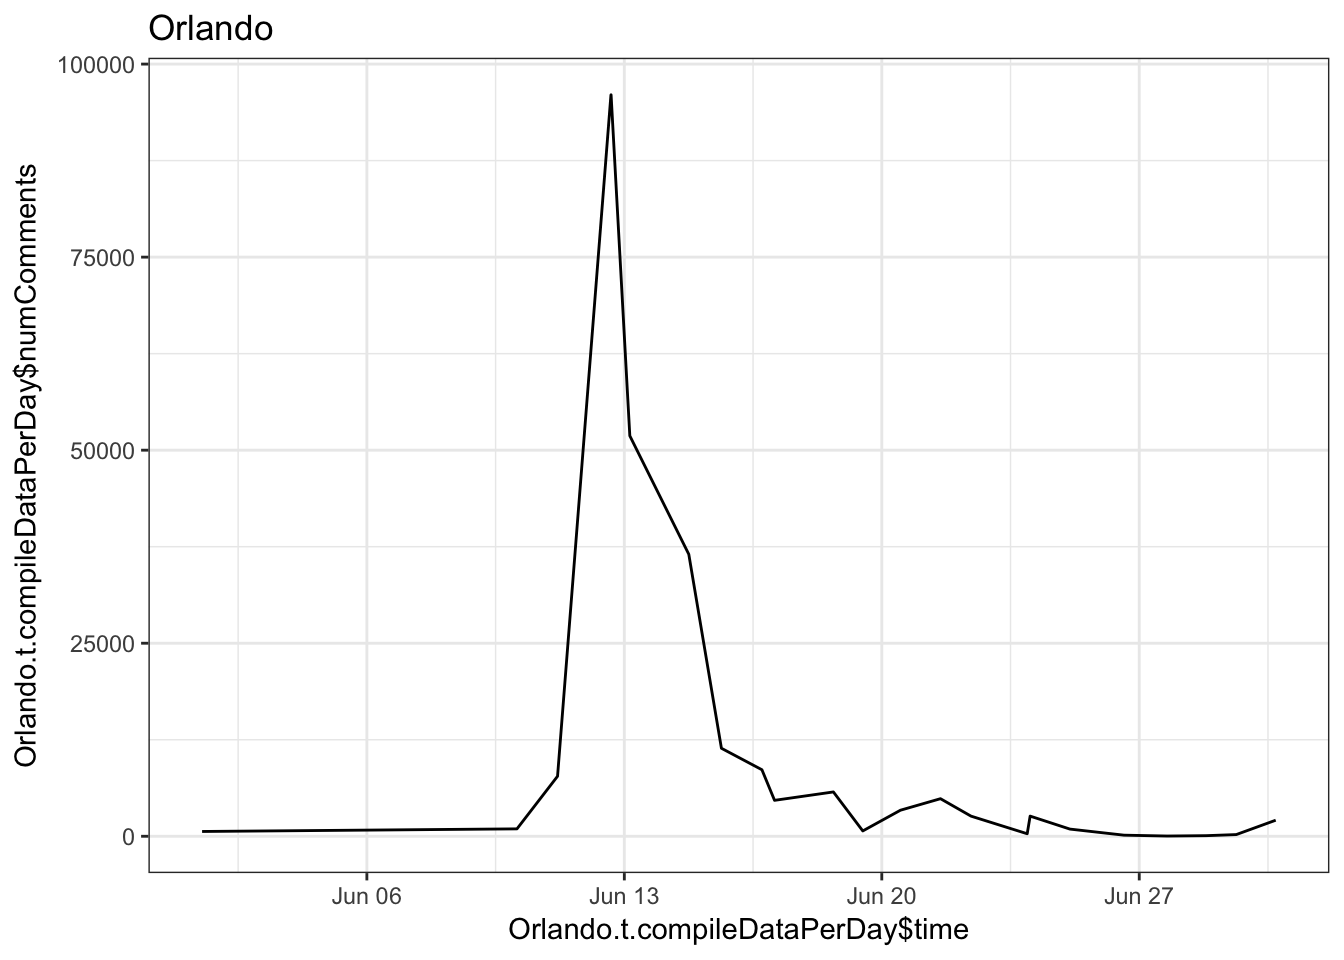 Orlando
Orlando.t.compileDataPerDay$numComments
100000
75000
50000
25000
0
Jun 06
Jun 13
Jun 20
Jun 27
Orlando.t.compileDataPerDay$time